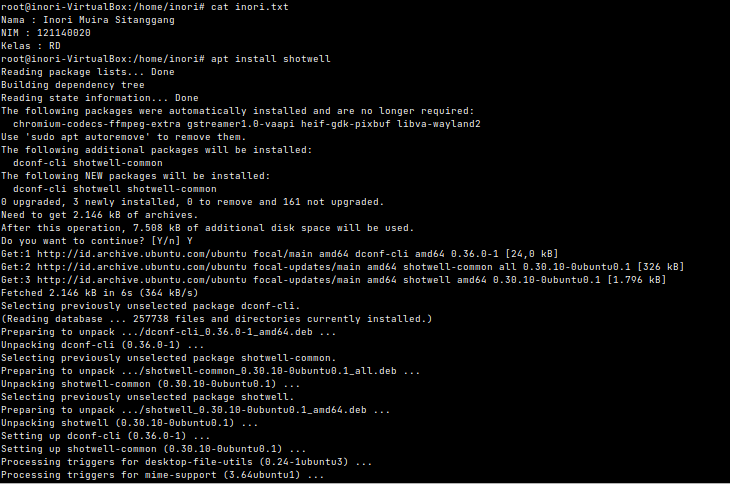 root@inori-VirtualBox:/home/inori# cat inori.txt
Nama : Inori Muira Sitanggang
NIM : 121140020
Kelas : RD
root@inori-VirtualBox:/home/inori# apt install shotwell
Reading package lists... Done
Building dependency tree
Reading state information... Done
The following packages were automatically installed and are no longer required:
  chromium-codecs-ffmpeg-extra gstreamer1.0-vaapi heif-gdk-pixbuf libva-wayland2
Use 'sudo apt autoremove' to remove them.
The following additional packages will be installed:
  dconf-cli shotwell-common
The following NEW packages will be installed:
  dconf-cli shotwell shotwell-common
0 upgraded, 3 newly installed, 0 to remove and 161 not upgraded.
Need to get 2.146 kB of archives.
After this operation, 7.508 kB of additional disk space will be used.
Do you want to continue? [Y/n] Y
Get:1 http://id.archive.ubuntu.com/ubuntu focal/main amd64 dconf-cli amd64 0.36.0-1 [24,0 kB]
Get:2 http://id.archive.ubuntu.com/ubuntu focal-updates/main amd64 shotwell-common all 0.30.10-0ubuntu0.1 [326 kB]
Get:3 http://id.archive.ubuntu.com/ubuntu focal-updates/main amd64 shotwell amd64 0.30.10-0ubuntu0.1 [1.796 kB]
Fetched 2.146 kB in 6s (364 kB/s)
Selecting previously unselected package dconf-cli.
(Reading database ... 257738 files and directories currently installed.)
Preparing to unpack .../dconf-cli_0.36.0-1_amd64.deb ...
Unpacking dconf-cli (0.36.0-1) ...
Selecting previously unselected package shotwell-common.
Preparing to unpack .../shotwell-common_0.30.10-0ubuntu0.1_all.deb ...
Unpacking shotwell-common (0.30.10-0ubuntu0.1) ...
Selecting previously unselected package shotwell.
Preparing to unpack .../shotwell_0.30.10-0ubuntu0.1_amd64.deb ...
Unpacking shotwell (0.30.10-0ubuntu0.1) ...
Setting up dconf-cli (0.36.0-1) ...
Setting up shotwell-common (0.30.10-0ubuntu0.1) ...
Processing triggers for desktop-file-utils (0.24-1ubuntu3) ...
Processing triggers for mime-support (3.64ubuntu1) ...